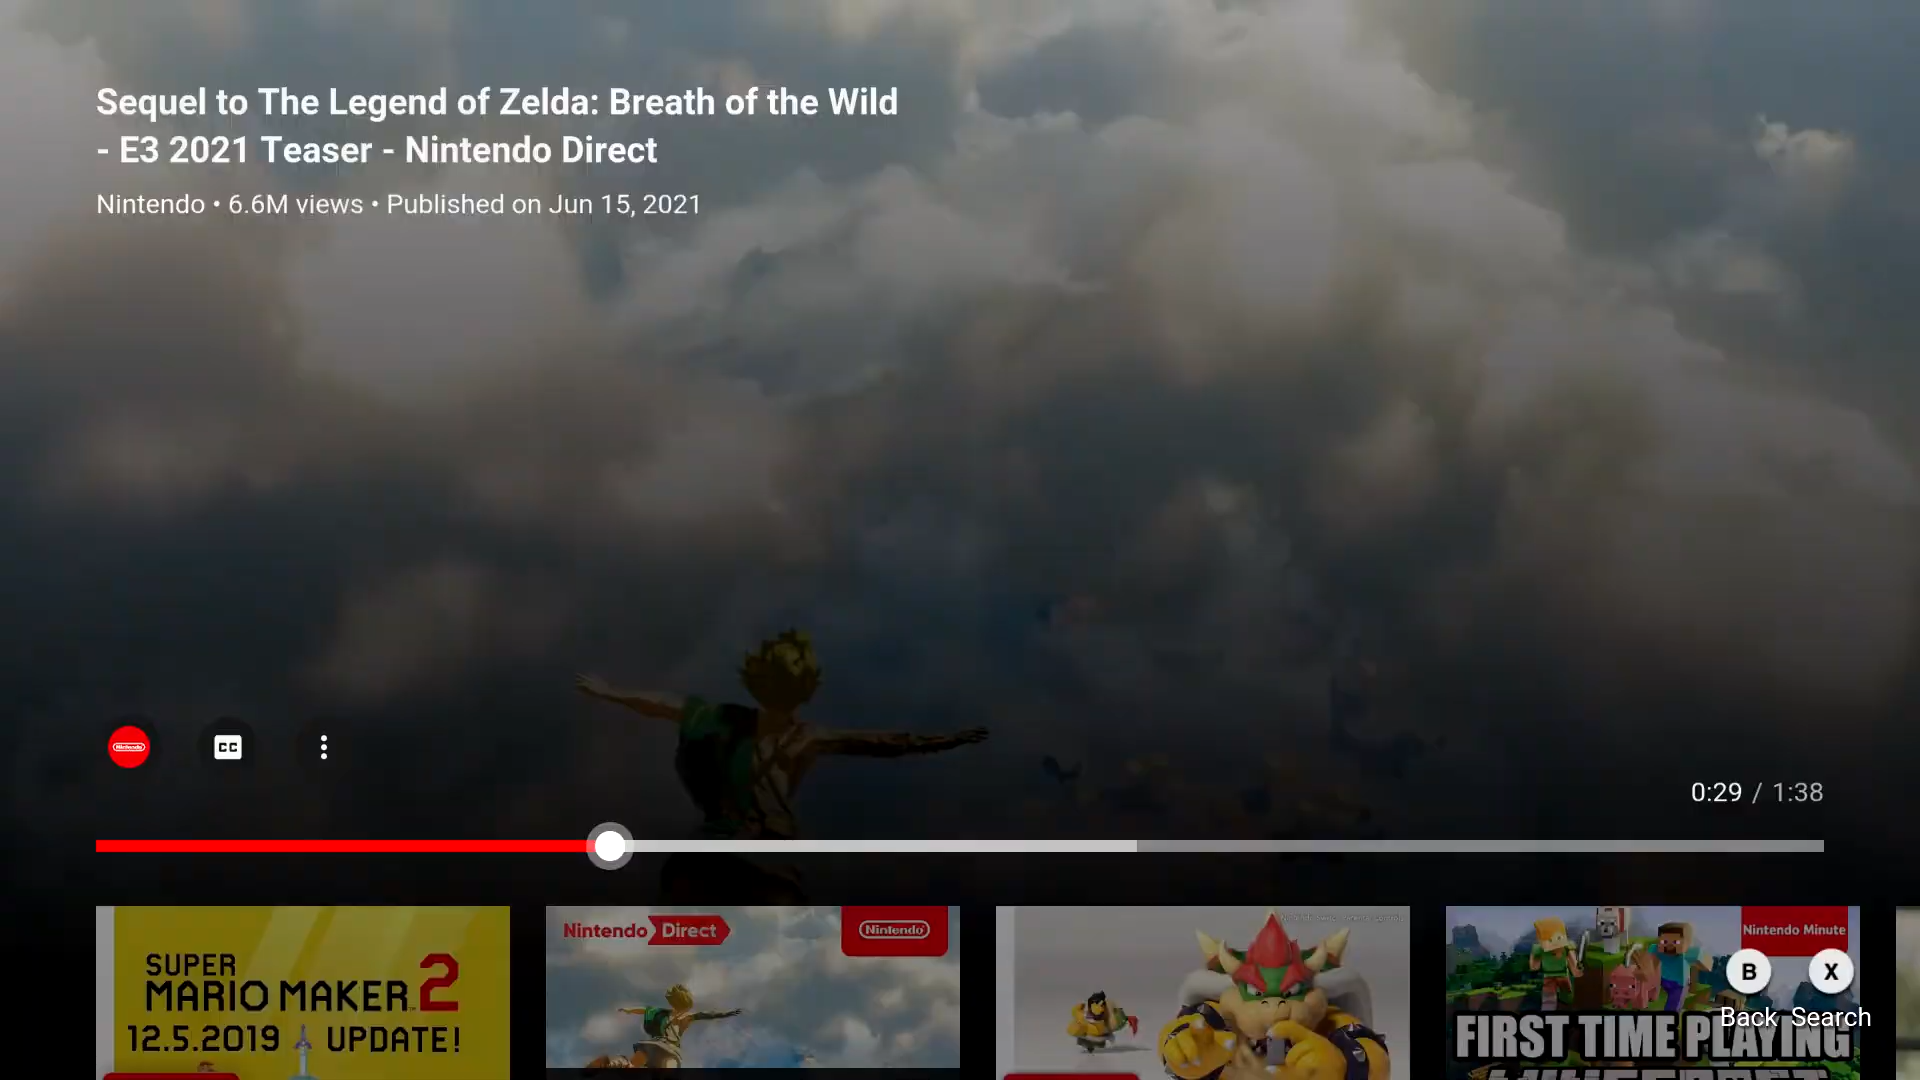 Sequel to The Legend of Zelda: Breath of the Wild
- E3 2021 Teaser - Nintendo Direct
Nintendo • 6.6M views • Published on Jun 15, 2021
Nintendo
CC
0:29 / 1:38
SUPER
MARIO MAKER 2
12.5.2019 UPDATE!
Nintendo Direct
Nintendo
Nintendo Minute
B X
Back Search
FIRST TIME PLAYING